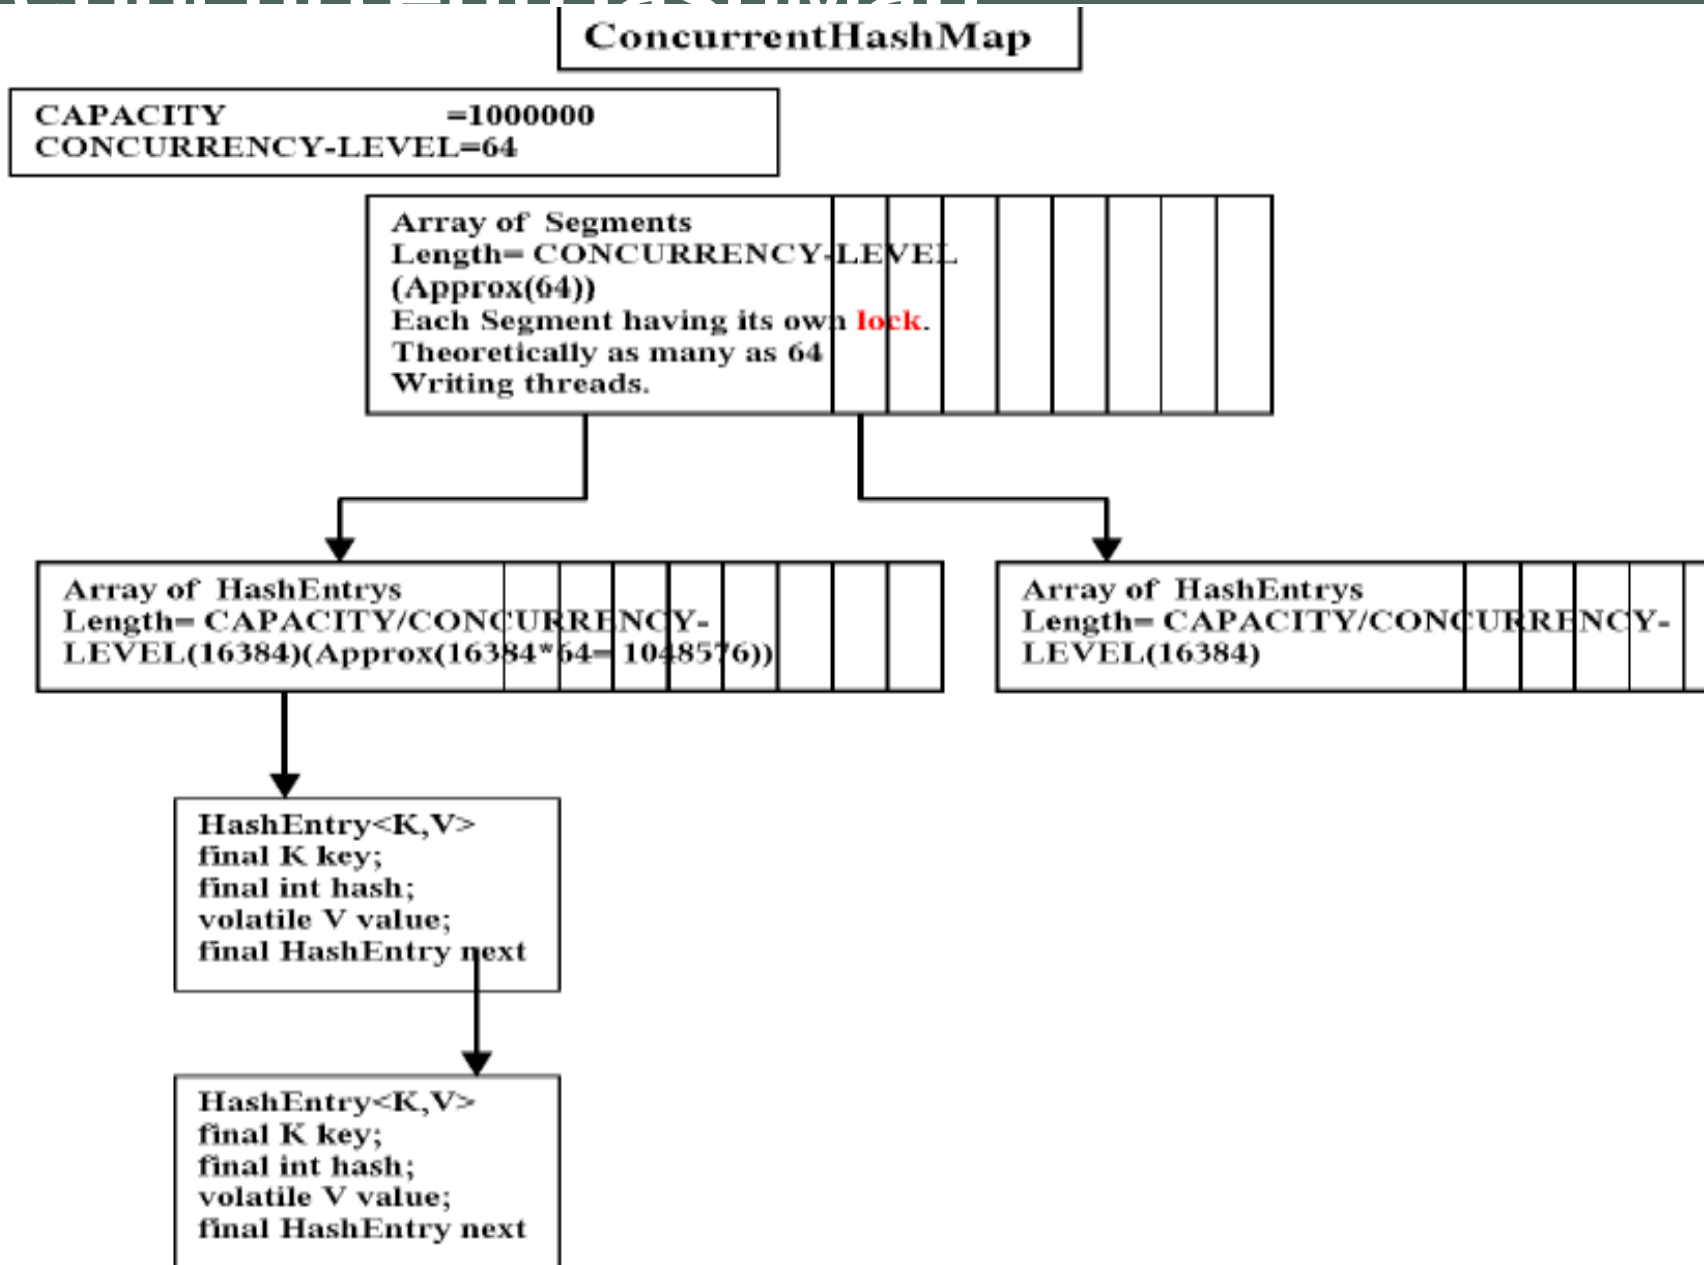 ConcurrentHashMap
CAPACITY =1000000
CONCURRENCY-LEVEL=64
Array of Segments
Length= CONCURRENCY-LEVEL
(Approx(64))
Each Segment having its own lock.
Theoretically as many as 64
Writing threads.
Array of HashEntrys
Length= CAPACITY/CONCURRENCY-
LEVEL(16384)(Approx(16384*64= 1048576))
Array of HashEntrys
Length= CAPACITY/CONCURRENCY-
LEVEL(16384)
HashEntry<K,V>
final K key;
final int hash;
volatile V value;
final HashEntry next
HashEntry<K,V>
final K key;
final int hash;
volatile V value;
final HashEntry next